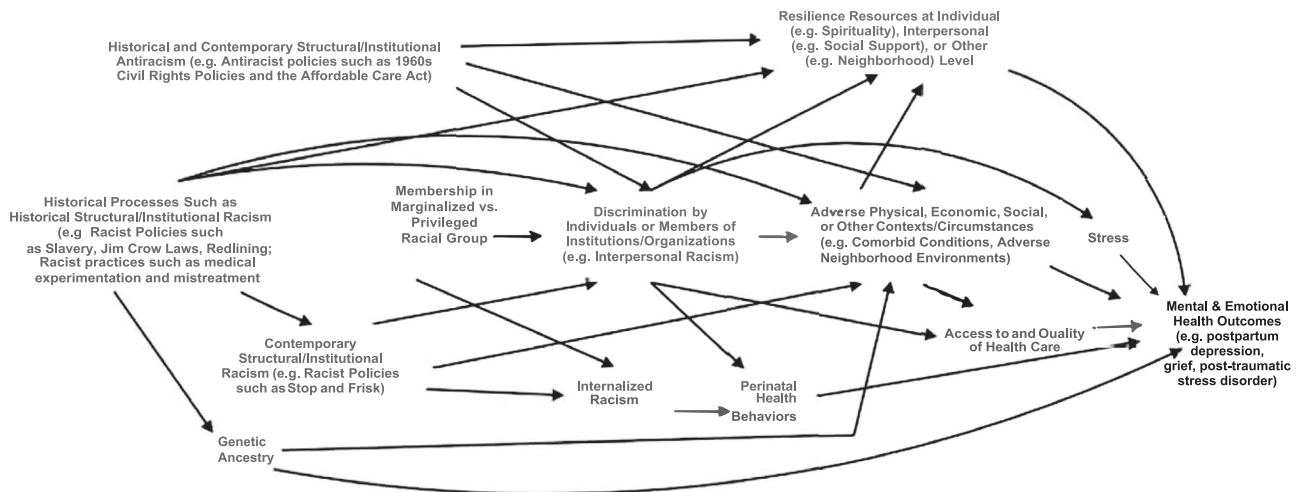 Resilience Resources at Individual
(e.g. Spirituality), Interpersonal
(e.g. Social Support), or Other
(e.g. Neighborhood) Level
Historical and Contemporary Structural/Institutional
Antiracism (e.g. Antiracist policies such as 1960s
Civil Rights Policies and the Affordable Care Act)
Historical Processes Such as
Historical Structural/Institutional Racism
(e.g Racist Policies such
as Slavery, Jim Crow Laws, Redlining;
Racist practices such as medical
experimentation and mistreatment
Membership in
Marginalized vs.
Privileged
Racial Group
Discrimination by
Individuals or Members of
Institutions/Organizations
(e.g. Interpersonal Racism)
Adverse Physical, Economic, Social,
or Other Contexts/Circumstances
(e.g. Comorbid Conditions, Adverse
Neighborhood Environments)
Stress
Mental & Emotional
Health Outcomes
(e.g. postpartum
depression,
grief, post-traumatic
stress disorder)
Access to and Quality
of Health Care
Contemporary
Structural/Institutional
Racism (e.g. Racist Policies
such as Stop and Frisk)
Internalized
Racism
Perinatal
Health
Behaviors
Genetic
Ancestry